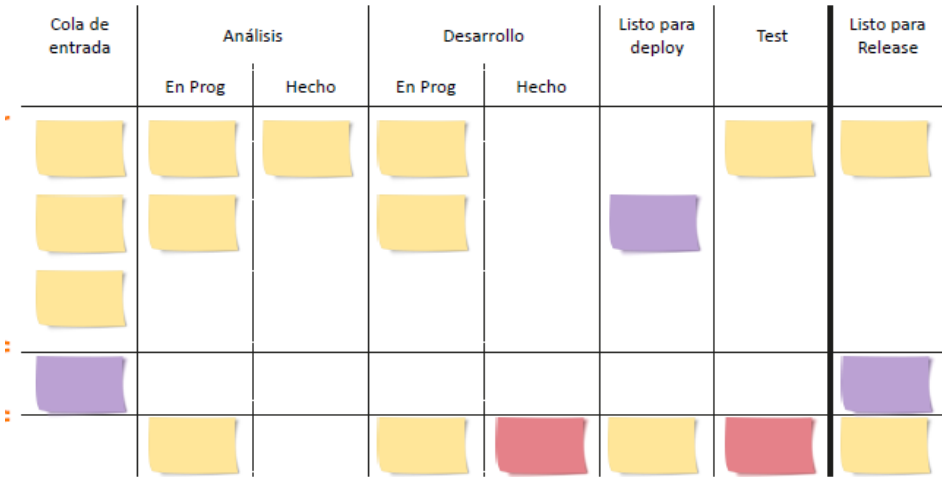 Cola de
entrada
Análisis
Desarrollo
Listo para
deploy
Test
Listo para
Release
En Prog
Hecho
En Prog
Hecho